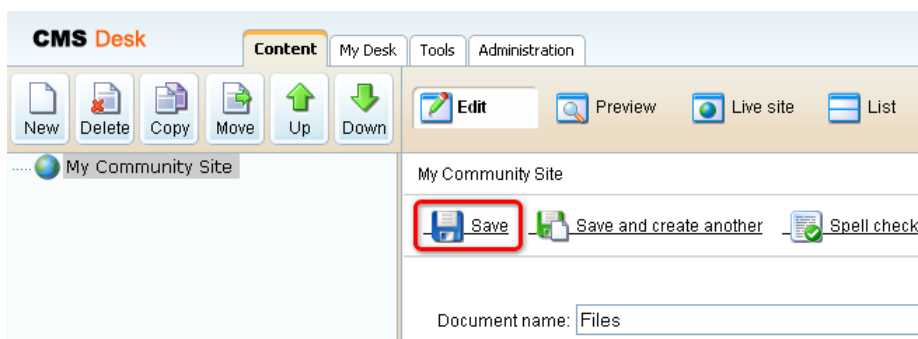 CMS Desk
Content My Desk Tools Administration
New Delete Copy Move Up Down
Edit Preview Live site List
My Community Site
My Community Site
Save Save and create another Spell check
Document name: Files